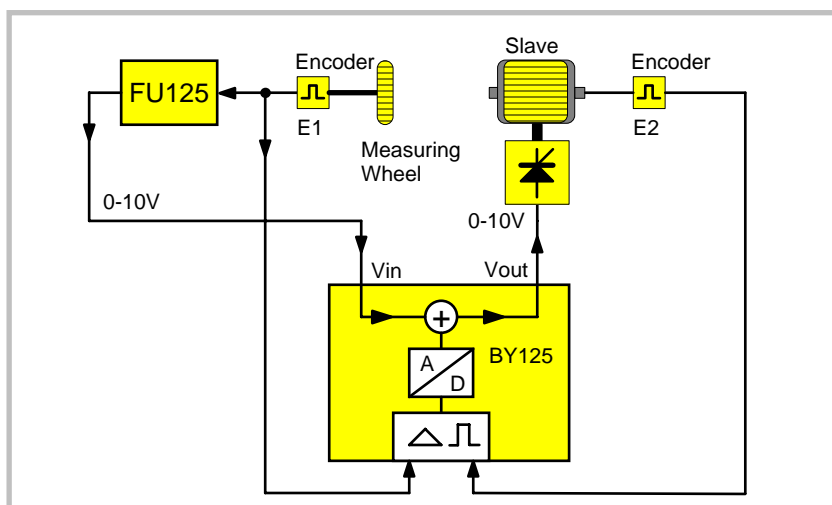 Slave
Encoder
Encoder
FU125
E1
E2
Measuring
Wheel
0-10V
0-10V
Vin
Vout
+
BY125
A
D